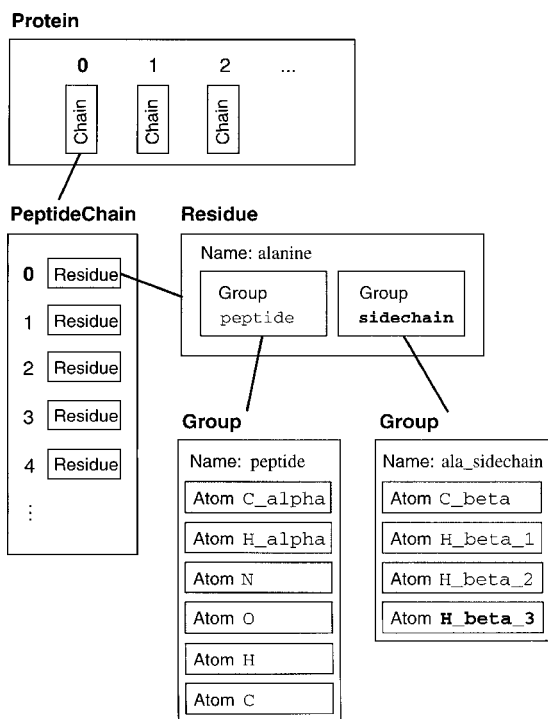 Protein
0 1 2 ...
Chain Chain Chain
PeptideChain
0 Residue
1 Residue
2 Residue
3 Residue
4 Residue
...
Residue
Name: alanine
Group
peptide
Group
sidechain
Group
Name: peptide
Atom C_alpha
Atom H_alpha
Atom N
Atom O
Atom H
Atom C
Group
Name: ala_sidechain
Atom C_beta
Atom H_beta_1
Atom H_beta_2
Atom H_beta_3